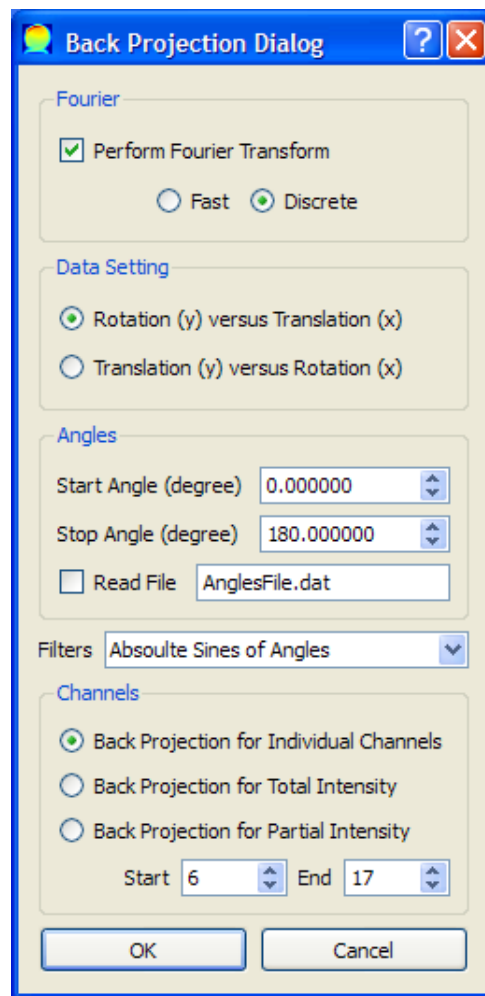 Back Projection Dialog
Fourier
Perform Fourier Transform
Fast Discrete
Data Setting
Rotation (y) versus Translation (x)
Translation (y) versus Rotation (x)
Angles
Start Angle (degree) 0.000000
Stop Angle (degree) 180.000000
Read File AnglesFile.dat
Filters Absoulte Sines of Angles
Channels
Back Projection for Individual Channels
Back Projection for Total Intensity
Back Projection for Partial Intensity
Start 6 End 17
OK Cancel